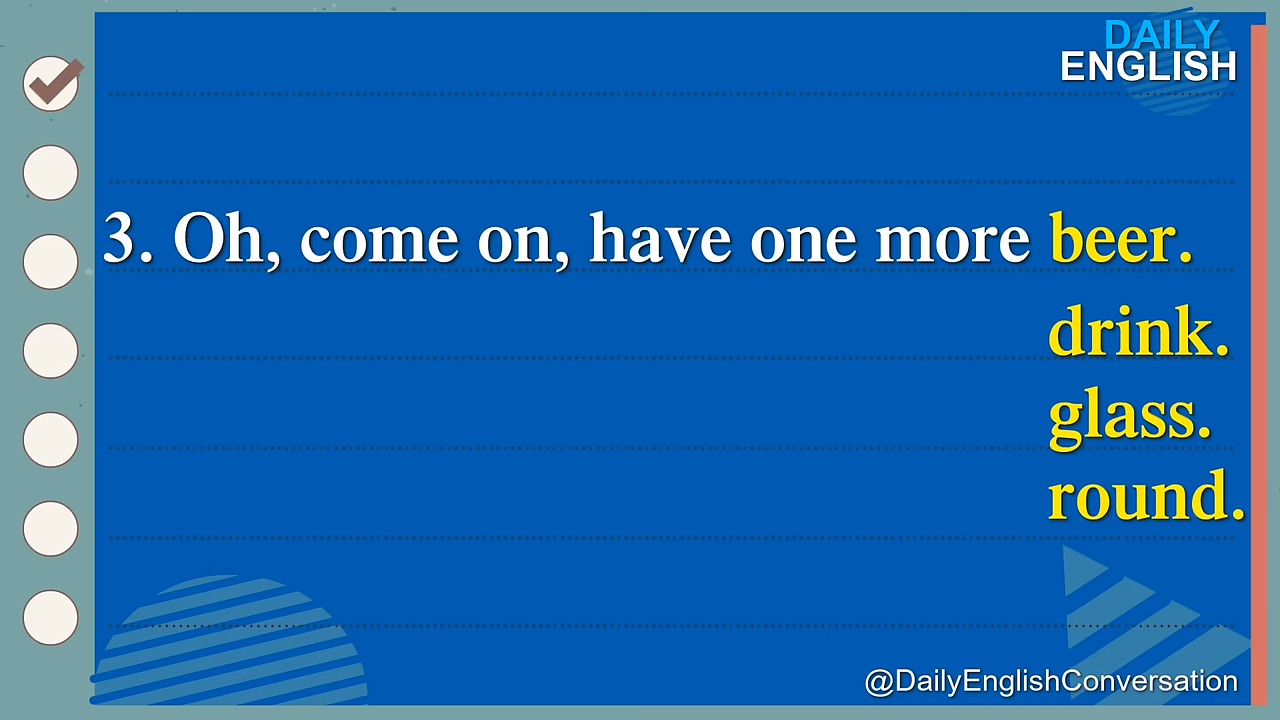 DAILY
ENGLISH
3. Oh, come on, have one more beer.
drink.
glass.
round.
@DailyEnglishConversation